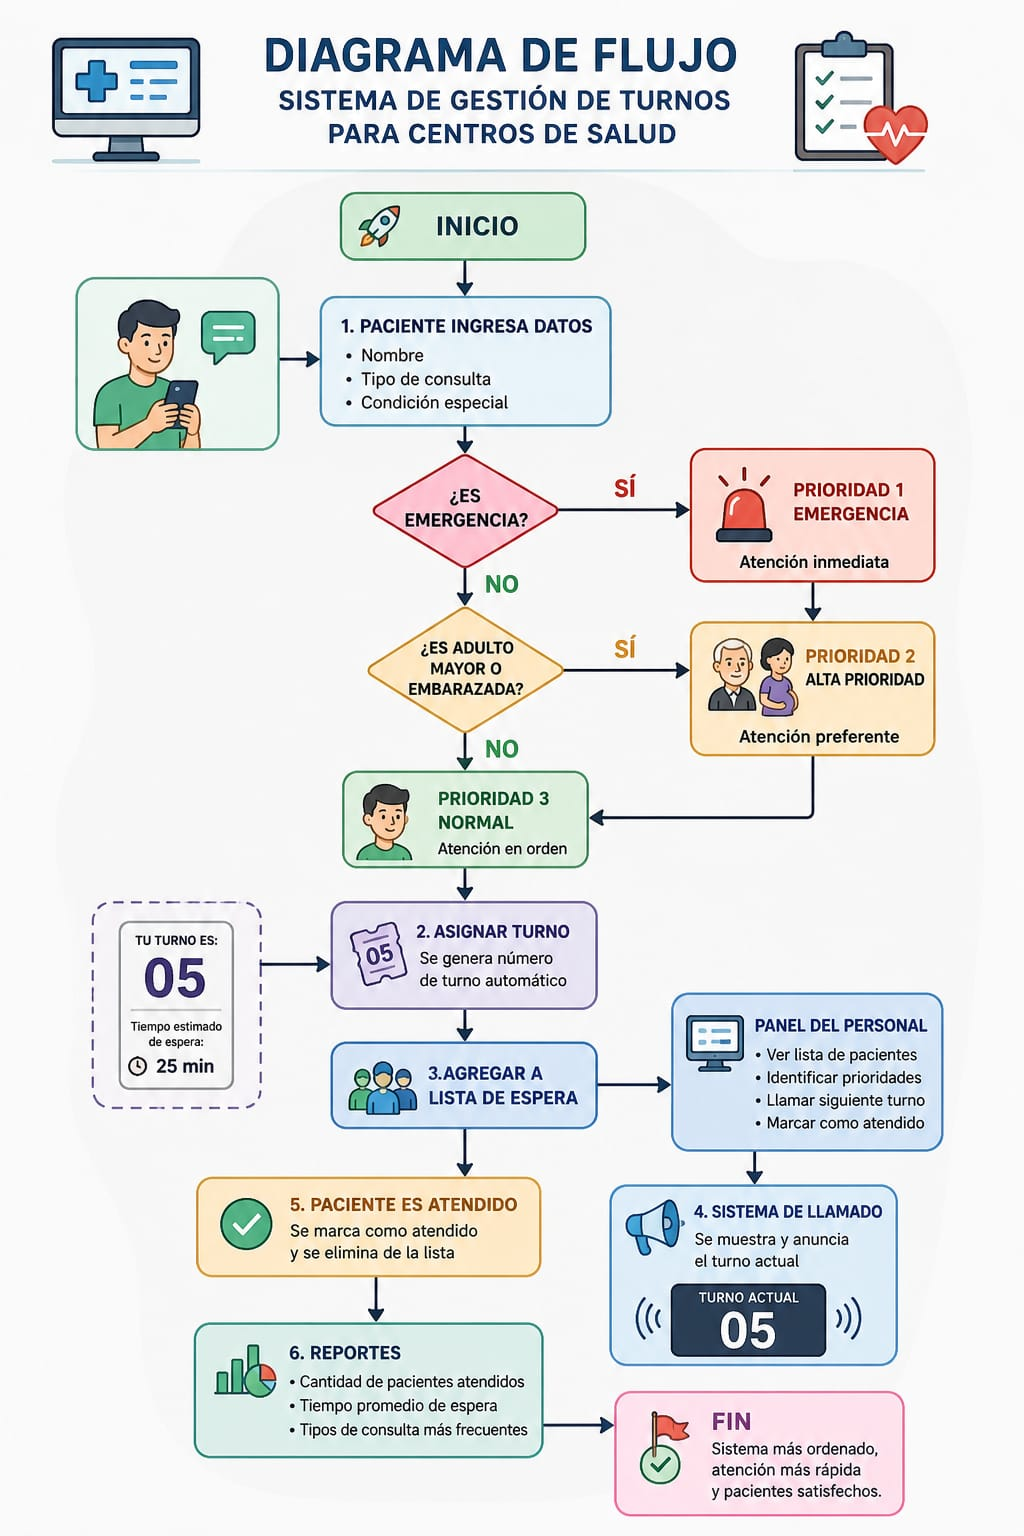 DIAGRAMA DE FLUJO
SISTEMA DE GESTIÓN DE TURNOS
PARA CENTROS DE SALUD
INICIO
1. PACIENTE INGRESA DATOS
• Nombre
• Tipo de consulta
• Condición especial
¿ES
EMERGENCIA?
SÍ
PRIORIDAD 1
EMERGENCIA
Atención inmediata
NO
¿ES ADULTO
MAYOR O
EMBARAZADA?
SÍ
PRIORIDAD 2
ALTA PRIORIDAD
Atención preferente
NO
PRIORIDAD 3
NORMAL
Atención en orden
TU TURNO ES:
05
Tiempo estimado
de espera:
25 min
05
2. ASIGNAR TURNO
Se genera número
de turno automático
3.AGREGAR A
LISTA DE ESPERA
PANEL DEL PERSONAL
• Ver lista de pacientes
• Identificar prioridades
• Llamar siguiente turno
• Marcar como atendido
4. SISTEMA DE LLAMADO
Se muestra y anuncia
el turno actual
TURNO ACTUAL
05
5. PACIENTE ES ATENDIDO
Se marca como atendido
y se elimina de la lista
6. REPORTES
• Cantidad de pacientes atendidos
• Tiempo promedio de espera
• Tipos de consulta más frecuentes
FIN
Sistema más ordenado,
atención más rápida
y pacientes satisfechos.